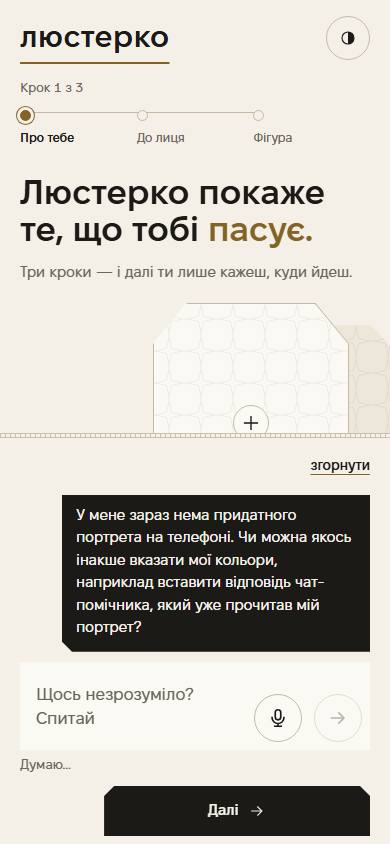 люстерко
Крок 1 з 3
Про тебе До лиця Фігура
Люстерко покаже
те, що тобі пасує.
Три кроки — і далі ти лише кажеш, куди йдеш.
згорнути
У мене зараз нема придатного
портрета на телефоні. Чи можна якось
інакше вказати мої кольори,
наприклад вставити відповідь чат-
помічника, який уже прочитав мій
портрет?
Щось незрозуміло?
Спитай
Думаю...
Далі →